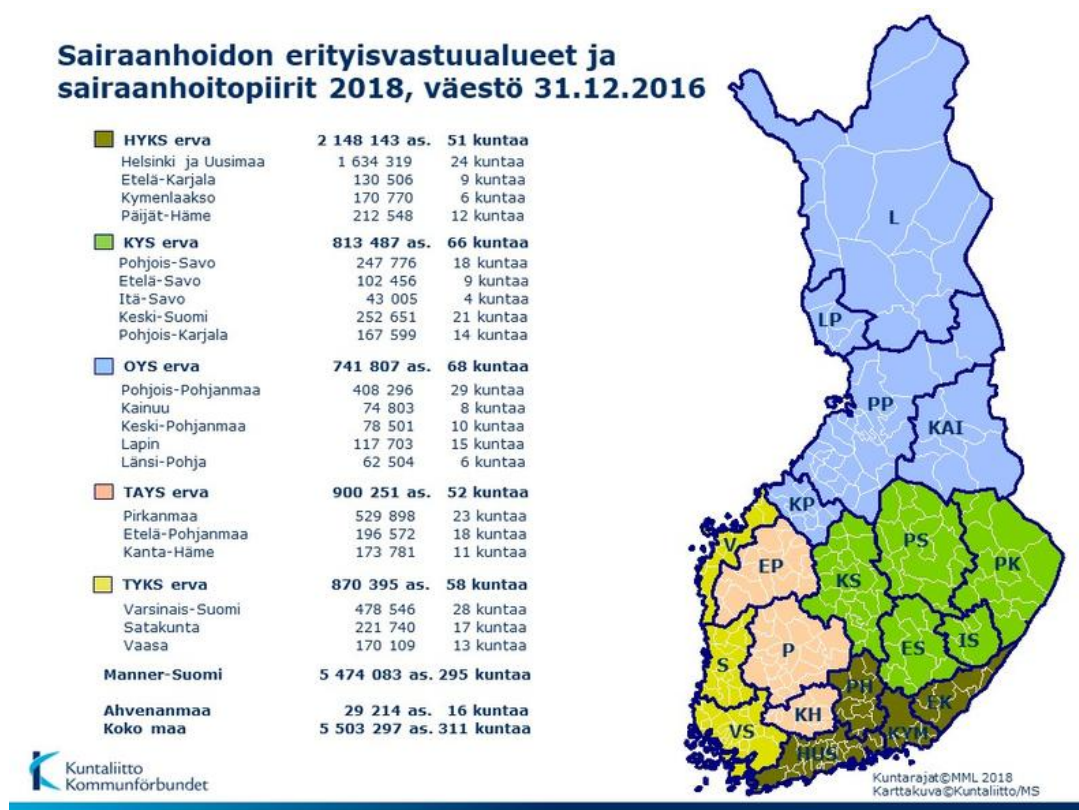 Sairaanhoidon erityisvastuualueet ja
sairaanhoitopiirit 2018, väestö 31.12.2016
HYKS erva 2 148 143 as. 51 kuntaa
Helsinki ja Uusimaa 1 634 319 24 kuntaa
Etelä-Karjala 130 506 9 kuntaa
Kymenlaakso 170 770 6 kuntaa
Päijät-Häme 212 548 12 kuntaa
KYS erva 813 487 as. 66 kuntaa
Pohjois-Savo 247 776 18 kuntaa
Etelä-Savo 102 456 9 kuntaa
Itä-Savo 43 005 4 kuntaa
Keski-Suomi 252 651 21 kuntaa
Pohjois-Karjala 167 599 14 kuntaa
OYS erva 741 807 as. 68 kuntaa
Pohjois-Pohjanmaa 408 296 29 kuntaa
Kainuu 74 803 8 kuntaa
Keski-Pohjanmaa 78 501 10 kuntaa
Lapin 117 703 15 kuntaa
Länsi-Pohja 62 504 6 kuntaa
TAYS erva 900 251 as. 52 kuntaa
Pirkanmaa 529 898 23 kuntaa
Etelä-Pohjanmaa 196 572 18 kuntaa
Kanta-Häme 173 781 11 kuntaa
TYKS erva 870 395 as. 58 kuntaa
Varsinais-Suomi 478 546 28 kuntaa
Satakunta 221 740 17 kuntaa
Vaasa 170 109 13 kuntaa
Manner-Suomi 5 474 083 as. 295 kuntaa
Ahvenanmaa 29 214 as. 16 kuntaa
Koko maa 5 503 297 as. 311 kuntaa
L
LP
PP
KAI
KP
V
EP
KS
PS
PK
S
P
ES
IS
PH
EK
KH
VS
KYM
HUS
Kuntaliitto
Kommunförbundet
Kuntarajat©MML 2018
Karttakuva©Kuntaliitto/MS